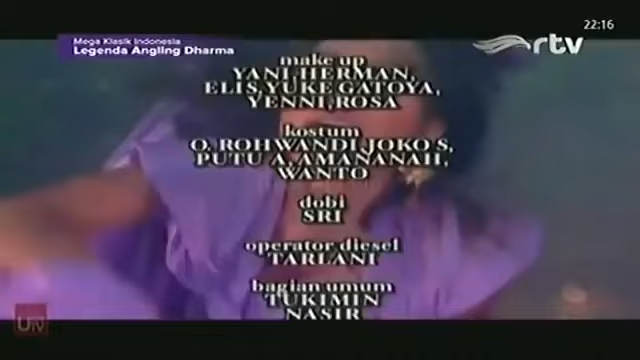 22:16
Mega Klasik Indonesia
Legenda Angling Dharma
rtv
make up
YANI, HERMAN,
ELIS, YUKE GATOYA,
YENNI, ROSA
kostum
O. ROHWANDI, JOKO S,
PUTU A, AMANANAH,
WANTO
dobi
SRI
operator diesel
TARLANI
bagian umum
TUKIMIN
NASIR
UTV